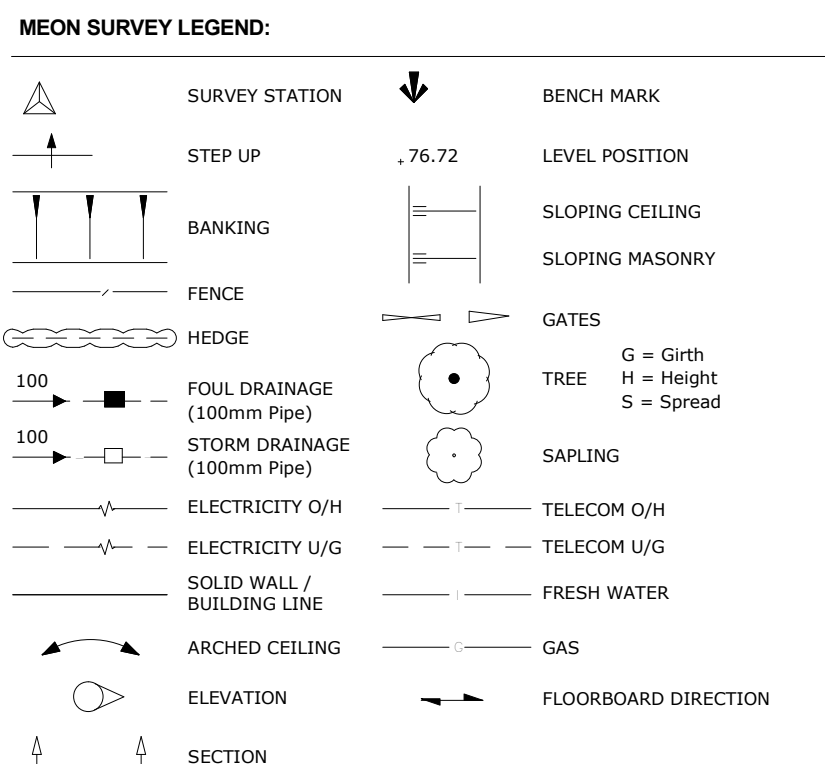 MEON SURVEY LEGEND:
SURVEY STATION
STEP UP
BANKING
FENCE
HEDGE
100
FOUL DRAINAGE
(100mm Pipe)
100
STORM DRAINAGE
(100mm Pipe)
ELECTRICITY O/H
ELECTRICITY U/G
SOLID WALL /
BUILDING LINE
ARCHED CEILING
ELEVATION
SECTION
BENCH MARK
+76.72
LEVEL POSITION
SLOPING CEILING
SLOPING MASONRY
GATES
TREE
G = Girth
H = Height
S = Spread
SAPLING
T
TELECOM O/H
T
TELECOM U/G
I
FRESH WATER
G
GAS
FLOORBOARD DIRECTION